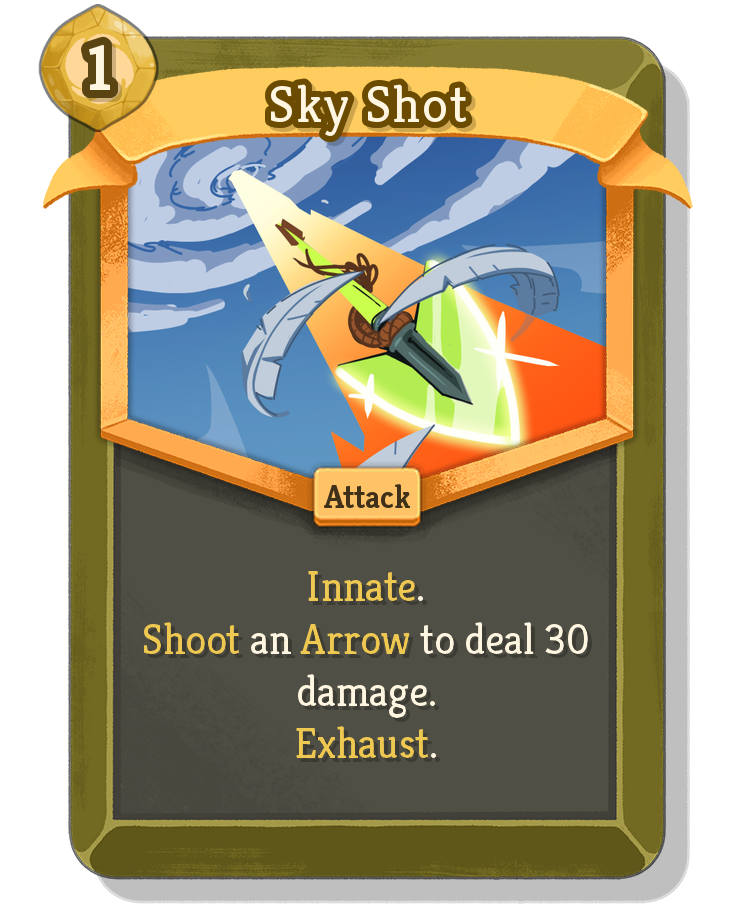 1
Sky Shot
Attack
Innate.
Shoot an Arrow to deal 30
damage.
Exhaust.